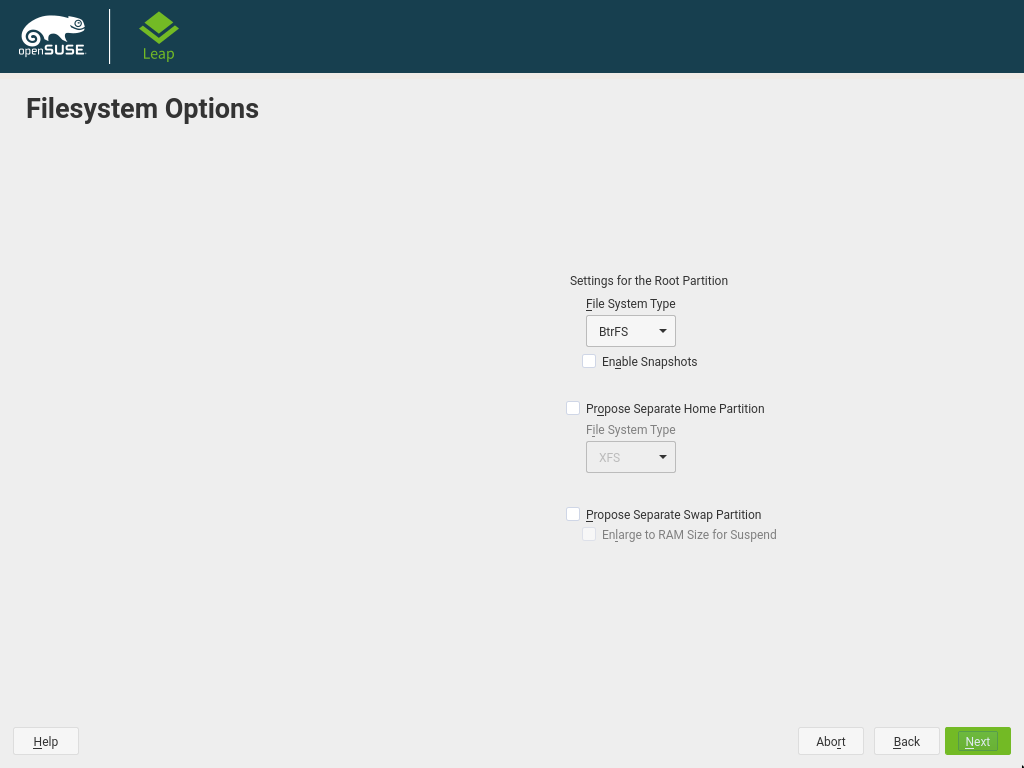 openSUSE
Leap
Filesystem Options
Settings for the Root Partition
File System Type
BtrFS
Enable Snapshots
Propose Separate Home Partition
File System Type
XFS
Propose Separate Swap Partition
Enlarge to RAM Size for Suspend
Help Abort Back Next